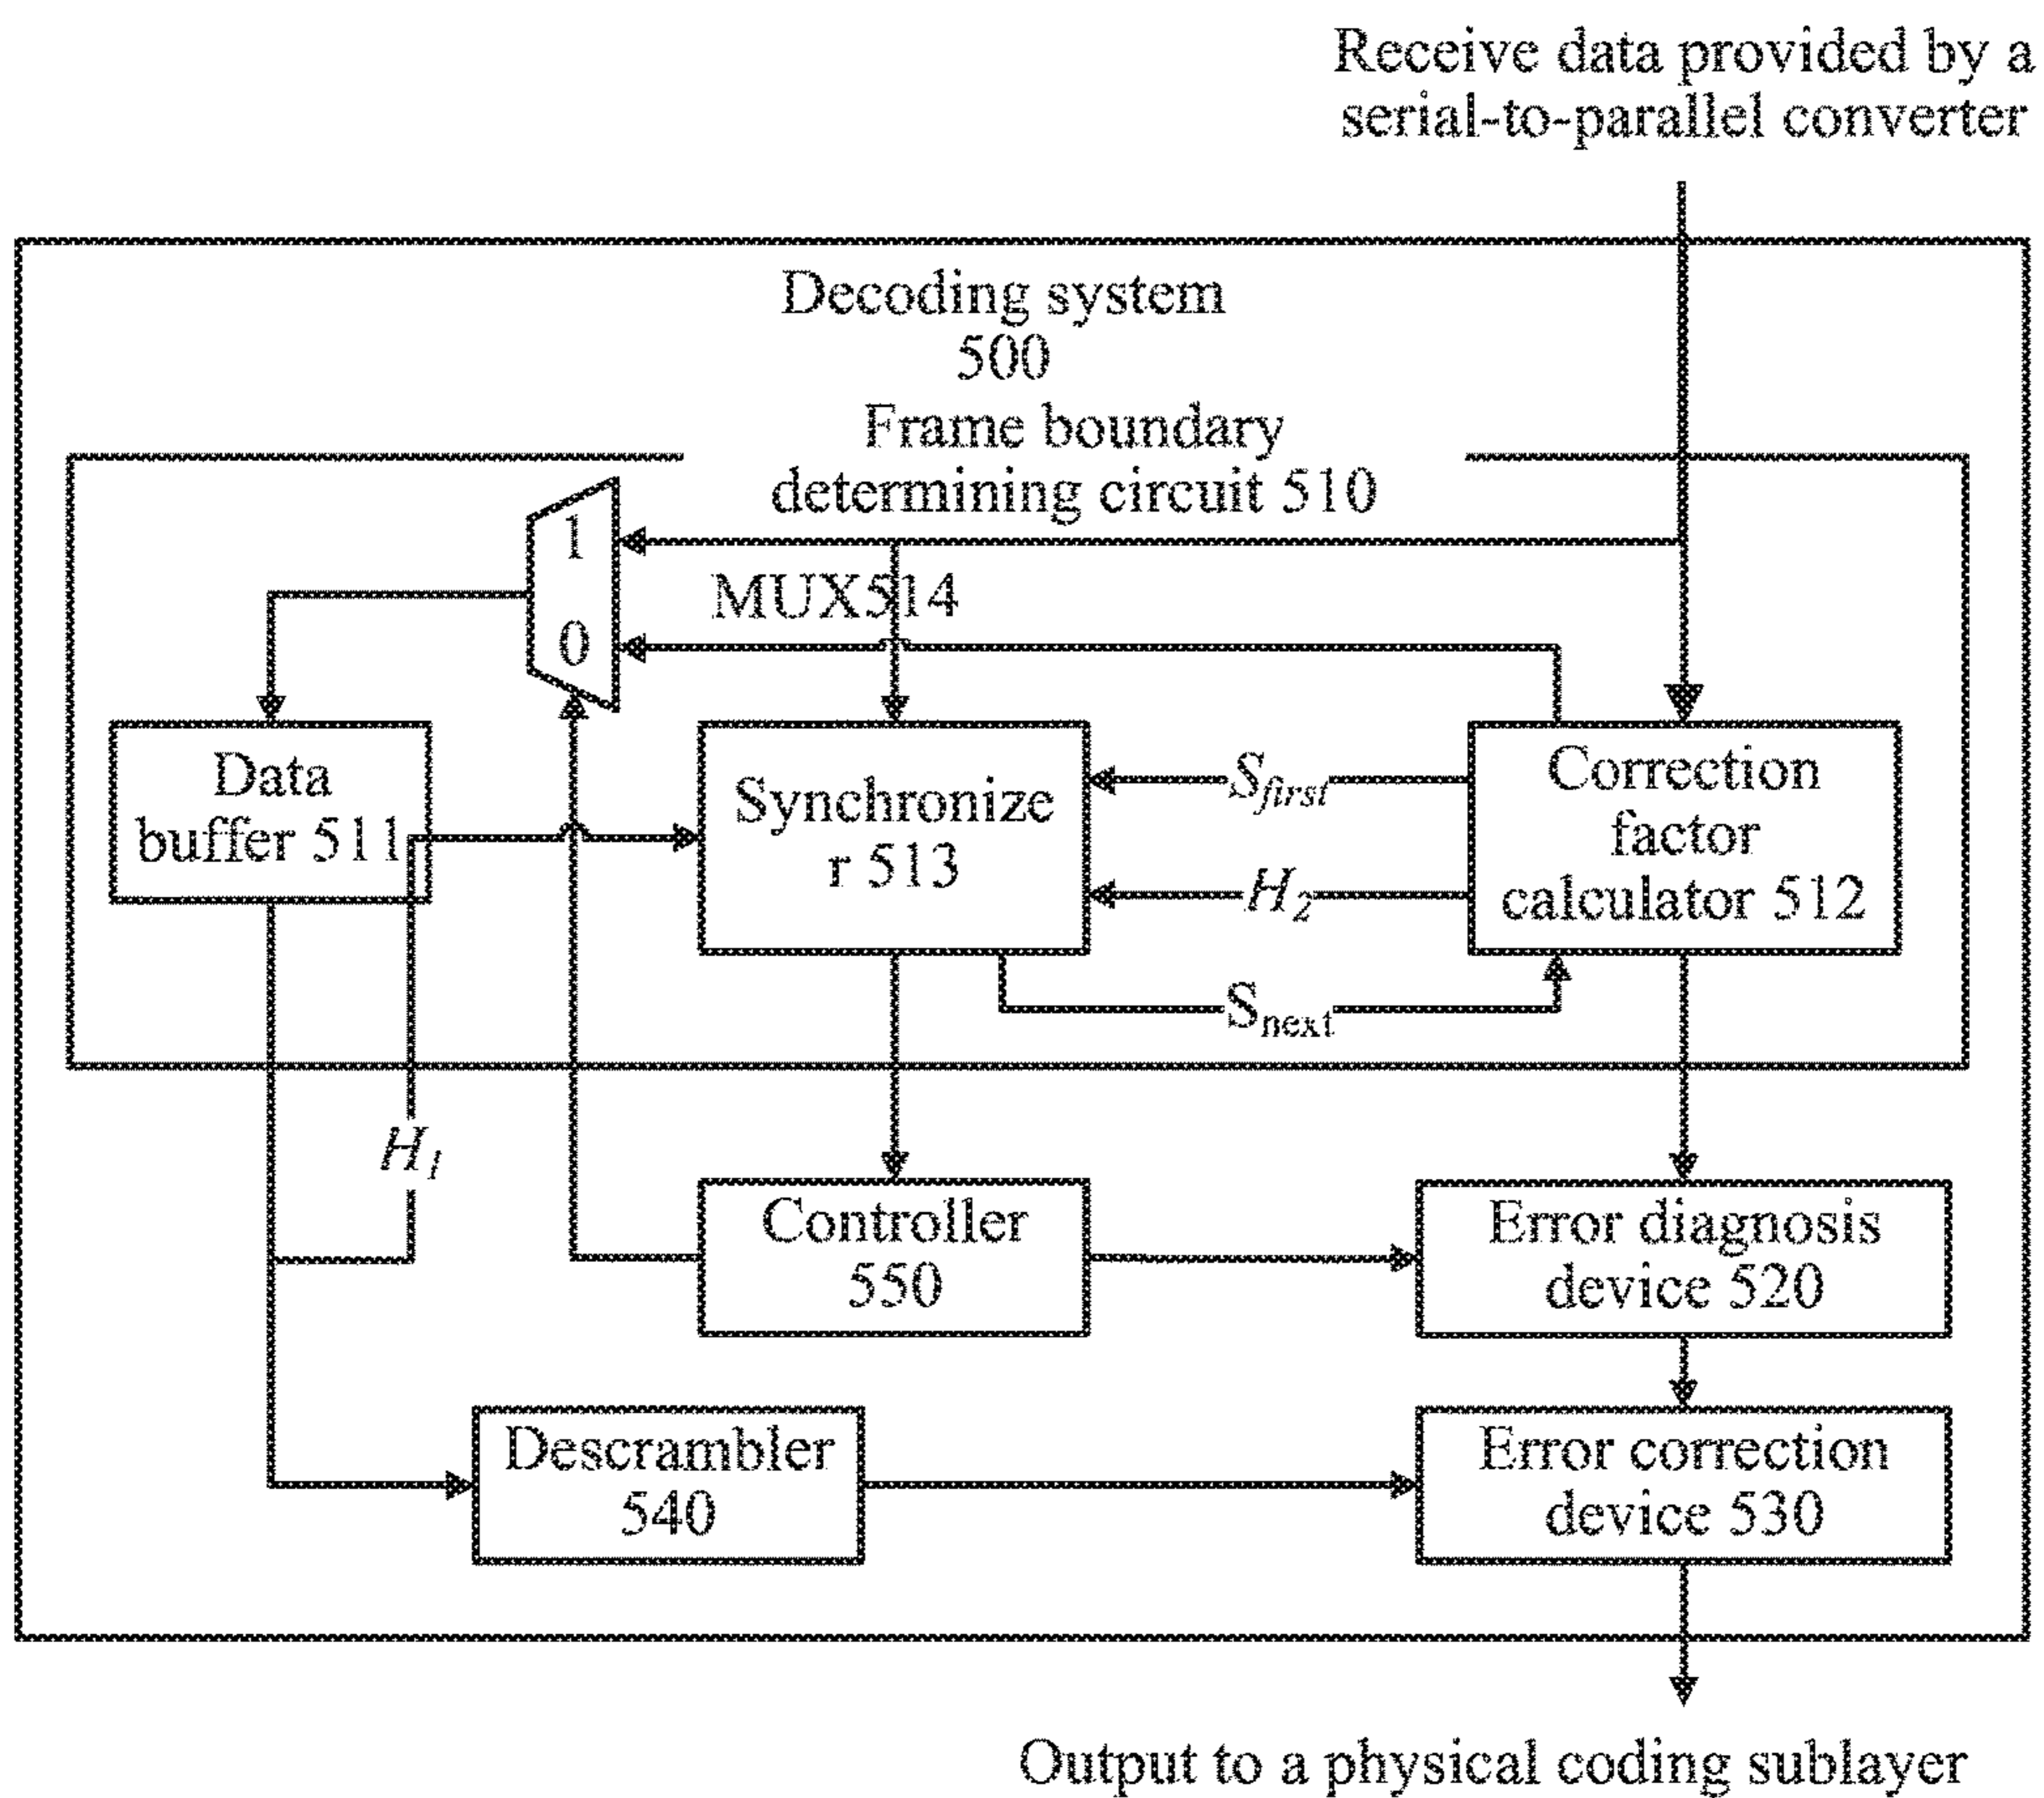 Receive data provided by a
serial-to-parallel converter
Decoding system
500
Frame boundary
determining circuit 510
1
MUX514
0
Data
buffer 511
Synchronize
r 513
S_first
H_2
Correction
factor
calculator 512
S_next
H_1
Controller
550
Error diagnosis
device 520
Descrambler
540
Error correction
device 530
Output to a physical coding sublayer